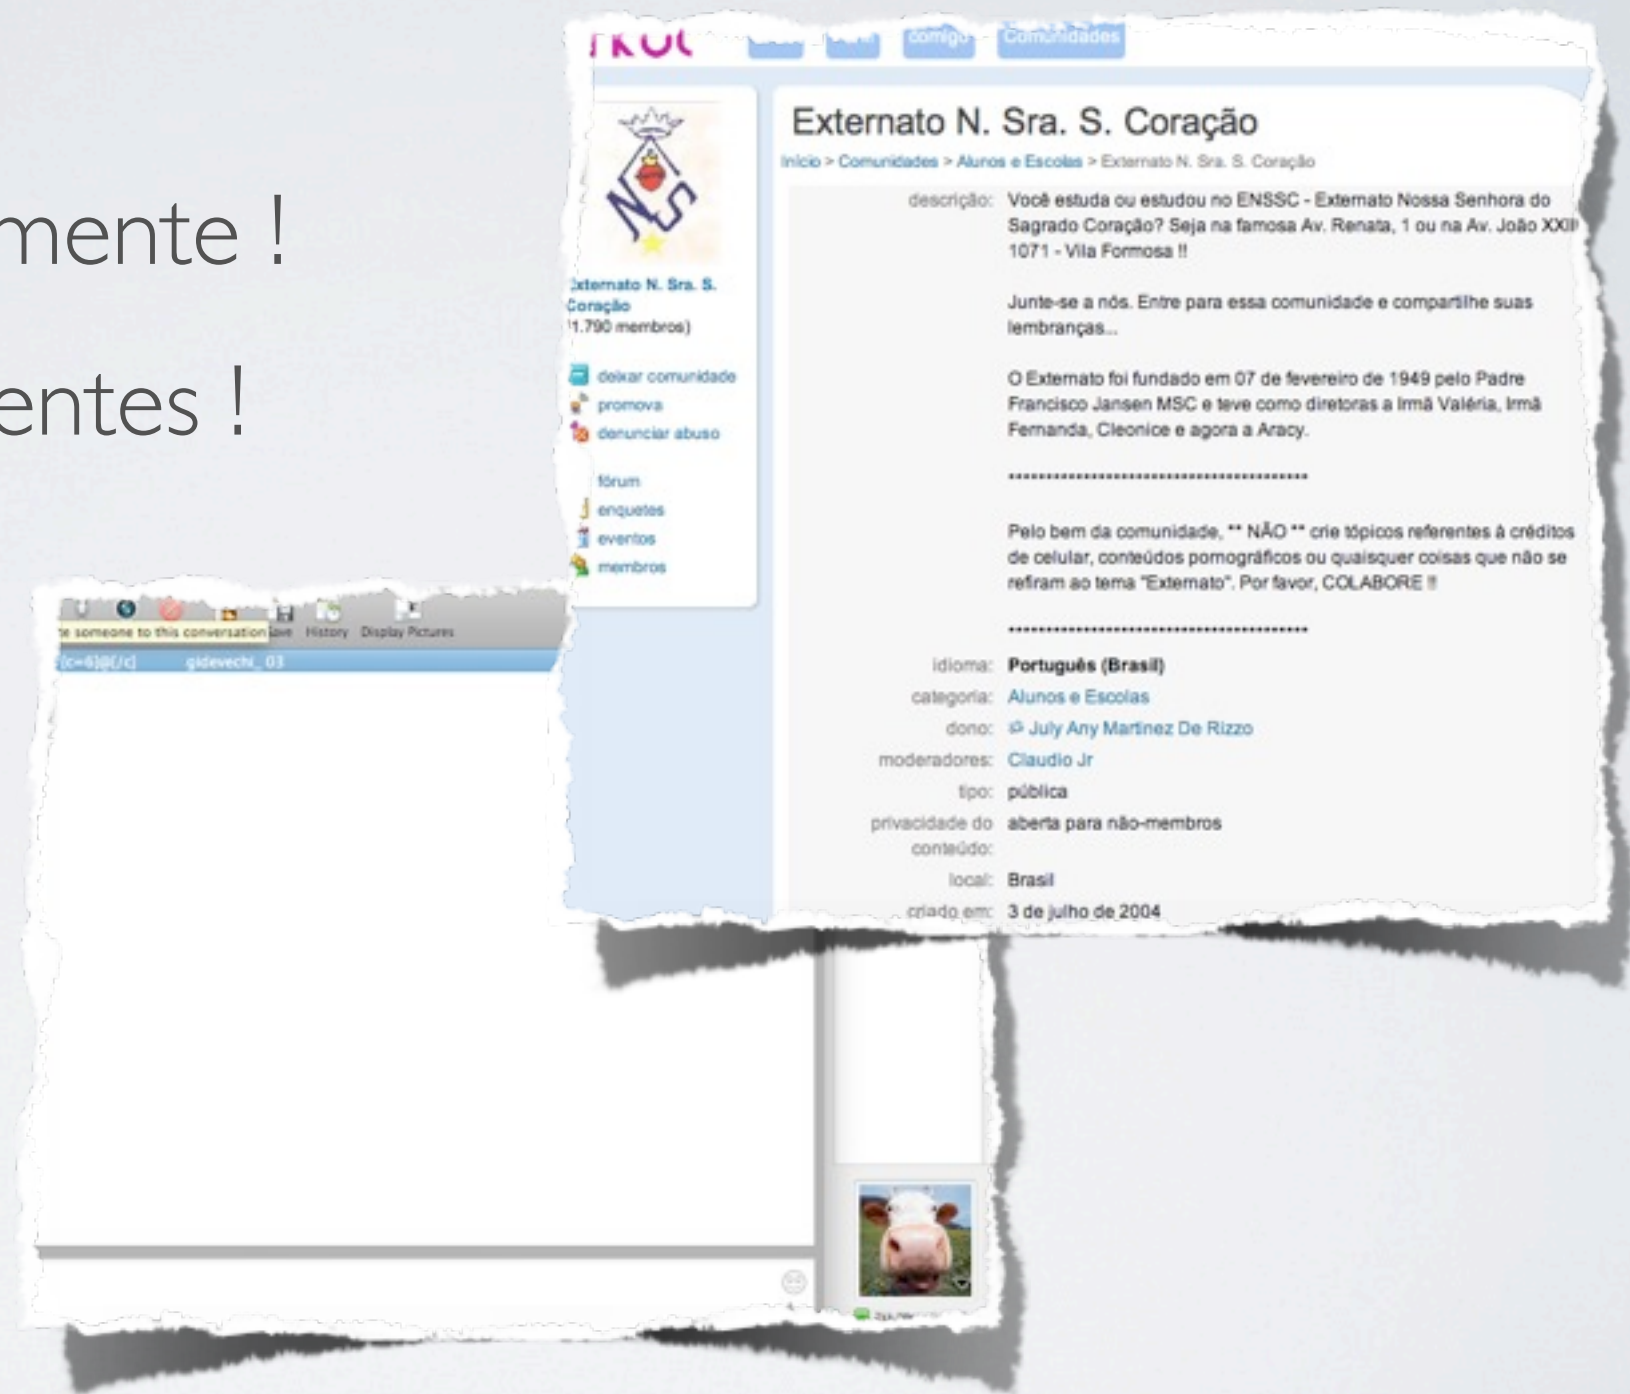 mente !
entes !
comigo
Comunidades
Externato N. Sra. S. Coração
Início > Comunidades > Alunos e Escolas > Externato N. Sra. S. Coração
Externato N. Sra. S.
Coração
1.790 membros)
deixar comunidade
promova
denunciar abuso
fórum
enquetes
eventos
membros
descrição: Você estuda ou estudou no ENSSC - Externato Nossa Senhora do
Sagrado Coração? Seja na famosa Av. Renata, 1 ou na Av. João XXIII
1071 - Vila Formosa !!
Junte-se a nós. Entre para essa comunidade e compartilhe suas
lembranças...
O Externato foi fundado em 07 de fevereiro de 1949 pelo Padre
Francisco Jansen MSC e teve como diretoras a Irmã Valéria, Irmã
Fernanda, Cleonice e agora a Aracy.
Pelo bem da comunidade, ** NÃO ** crie tópicos referentes à créditos
de celular, conteúdos pornográficos ou quaisquer coisas que não se
refiram ao tema "Externato". Por favor, COLABORE !!
idioma: Português (Brasil)
categoria: Alunos e Escolas
dono: July Any Martinez De Rizzo
moderadores: Claudio Jr
tipo: pública
privacidade do aberta para não-membros
conteúdo:
local: Brasil
criado em: 3 de julho de 2004
te someone to this conversation ave History Display Pictures
[c=6]@[/c] gidevechi_03